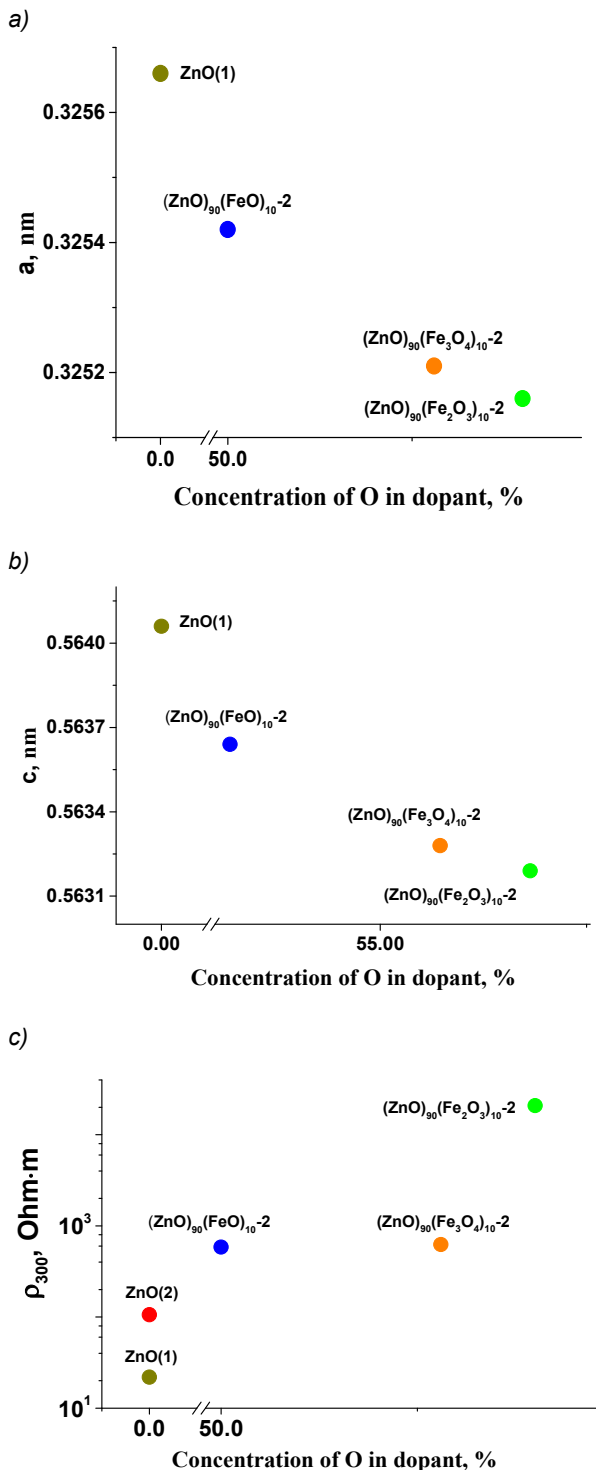 a)
ZnO(1)
0.3256
(ZnO)₉₀(FeO)₁₀-2
0.3254
a, nm
(ZnO)₉₀(Fe₃O₄)₁₀-2
0.3252
(ZnO)₉₀(Fe₂O₃)₁₀-2
0.0
50.0
Concentration of O in dopant, %
b)
ZnO(1)
0.5640
(ZnO)₉₀(FeO)₁₀-2
0.5637
c, nm
0.5634
(ZnO)₉₀(Fe₃O₄)₁₀-2
0.5631
(ZnO)₉₀(Fe₂O₃)₁₀-2
0.00
55.00
Concentration of O in dopant, %
c)
(ZnO)₉₀(Fe₂O₃)₁₀-2
(ZnO)₉₀(FeO)₁₀-2
(ZnO)₉₀(Fe₃O₄)₁₀-2
10³
ρ₃₀₀, Ohm·m
ZnO(2)
ZnO(1)
10¹
0.0
50.0
Concentration of O in dopant, %